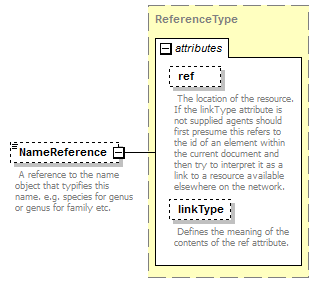 ReferenceType
attributes
ref
The location of the resource.
If the linkType attribute is
not supplied agents should
first presume this refers to
the id of an element within
the current document and
then try to interpret it as a
link to a resource available
elsewhere on the network.
linkType
Defines the meaning of the
contents of the ref attribute.
NameReference
A reference to the name
object that typifies this
name. e.g. species for genus
or genus for family etc.